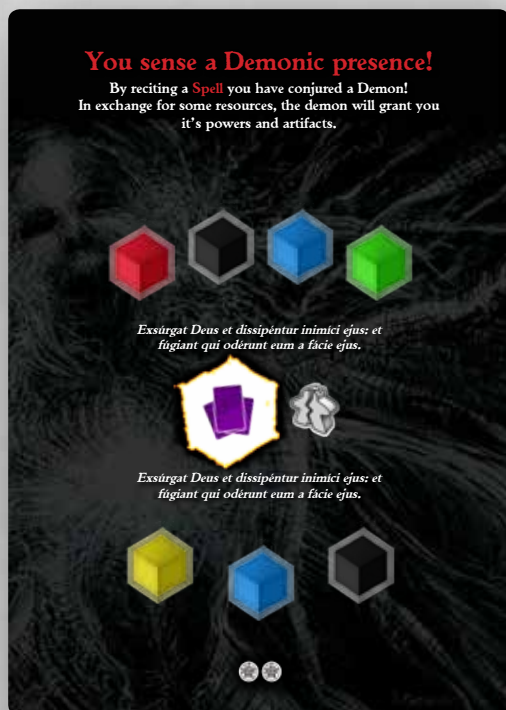 You sense a Demonic presence!
By reciting a Spell you have conjured a Demon!
In exchange for some resources, the demon will grant you
it's powers and artifacts.
Exsúrgat Deus et dissipéntur inimíci ejus: et
fúgiant qui odérunt eum a fácie ejus.
Exsúrgat Deus et dissipéntur inimíci ejus: et
fúgiant qui odérunt eum a fácie ejus.